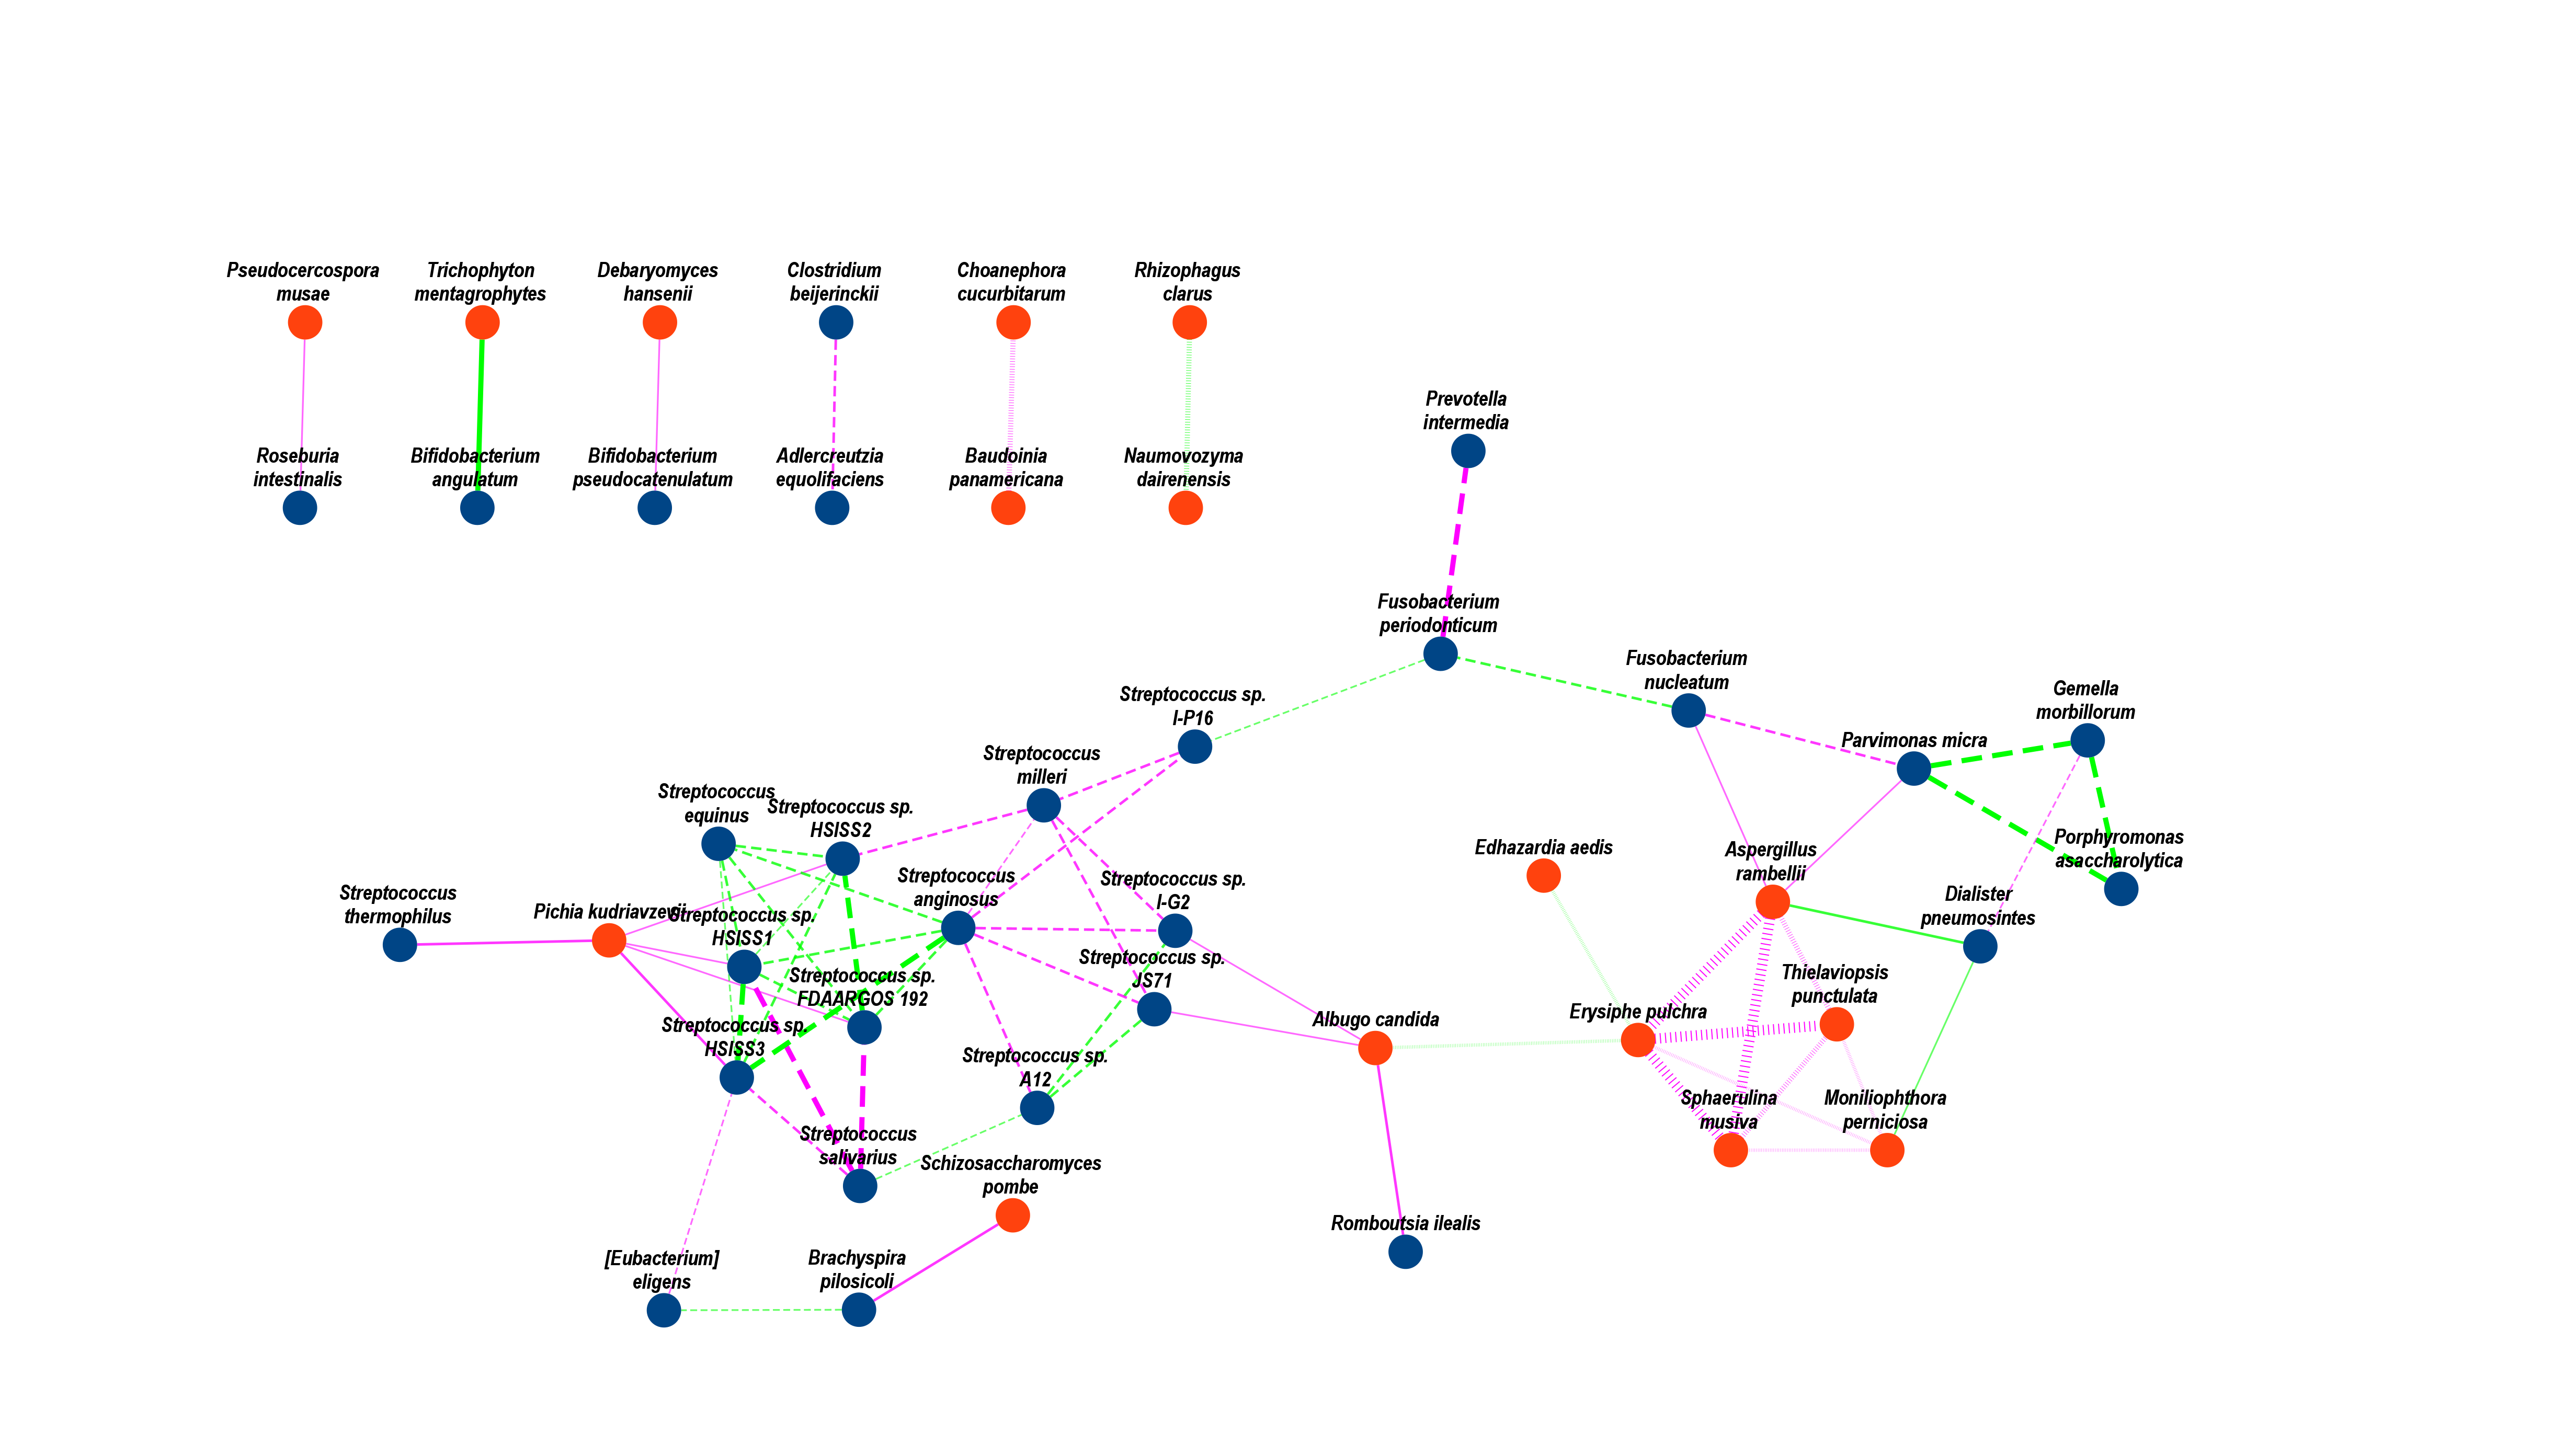 Pseudocercospora
musae
Trichophyton
mentagrophytes
Debaryomyces
hansenii
Clostridium
beijerinckii
Choanephora
cucurbitarum
Rhizophagus
clarus
Roseburia
intestinalis
Bifidobacterium
angulatum
Bifidobacterium
pseudocatenulatum
Adlercreutzia
equolifaciens
Baudoinia
panamericana
Naumovozyma
dairenensis
Prevotella
intermedia
Fusobacterium
periodonticum
Fusobacterium
nucleatum
Streptococcus sp.
I-P16
Gemella
morbillorum
Parvimonas micra
Streptococcus
milleri
Streptococcus
equinus
Streptococcus sp.
HSISS2
Porphyromonas
asaccharolytica
Edhazardia aedis
Aspergillus
rambellii
Streptococcus
anginosus
Streptococcus sp.
I-G2
Streptococcus
thermophilus
Dialister
pneumosintes
Pichia kudriavzevii
Streptococcus sp.
HSISS1
Streptococcus sp.
JS71
Streptococcus sp.
FDAARGOS 192
Thielaviopsis
punctulata
Erysiphe pulchra
Albugo candida
Streptococcus sp.
HSISS3
Streptococcus sp.
A12
Sphaerulina
musiva
Moniliophthora
perniciosa
Streptococcus
salivarius
Schizosaccharomyces
pombe
Romboutsia ilealis
[Eubacterium]
eligens
Brachyspira
pilosicoli